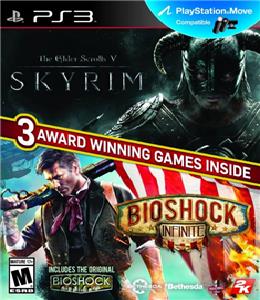 PS3
PlayStation®Move
Compatible
The Elder Scrolls V
SKYRIM
3 AWARD WINNING GAMES INSIDE
BIOSHOCK
INFINITE
INCLUDES THE ORIGINAL
BIOSHOCK
MATURE 17+
M
ESRB
Bethesda
2K